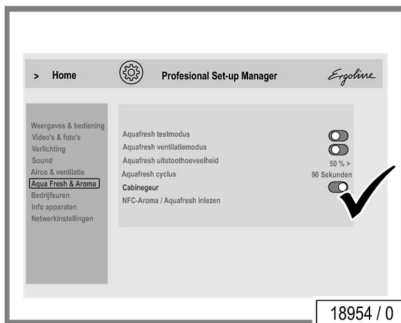 > Home
Profesional Set-up Manager
Ergoline
Weergaves & bediening
Video's & foto's
Verlichting
Sound
Airco & ventilatie
Aqua Fresh & Aroma
Bedrijfsuren
Info apparaten
Netwerkinstellingen
Aquafresh testmodus
Aquafresh ventilatiemodus
Aquafresh uitstoothoeveelheid 50 % >
Aquafresh cyclus 90 Sekunden
Cabinegeur
NFC-Aroma / Aquafresh inlezen
18954 / 0